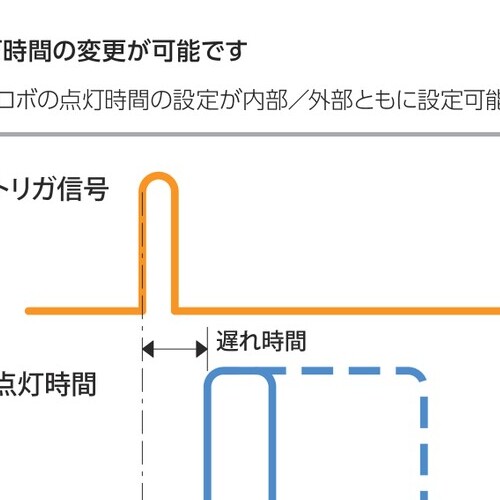 時間の変更が可能です
ロボの点灯時間の設定が内部／外部ともに設定可能
トリガ信号
遅れ時間
点灯時間